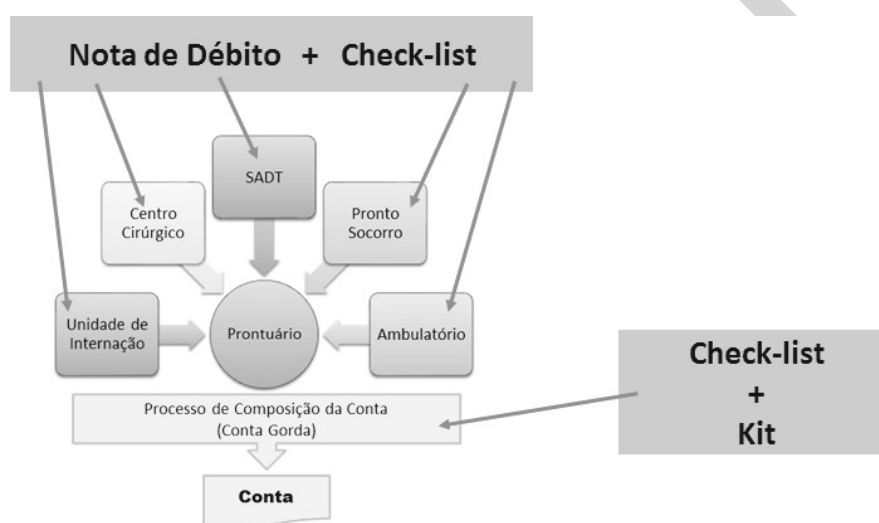 Nota de Débito + Check-list
SADT
Centro
Cirúrgico
Pronto
Socorro
Unidade de
Internação
Prontuário
Ambulatório
Check-list
+
Kit
Processo de Composição da Conta
(Conta Gorda)
Conta